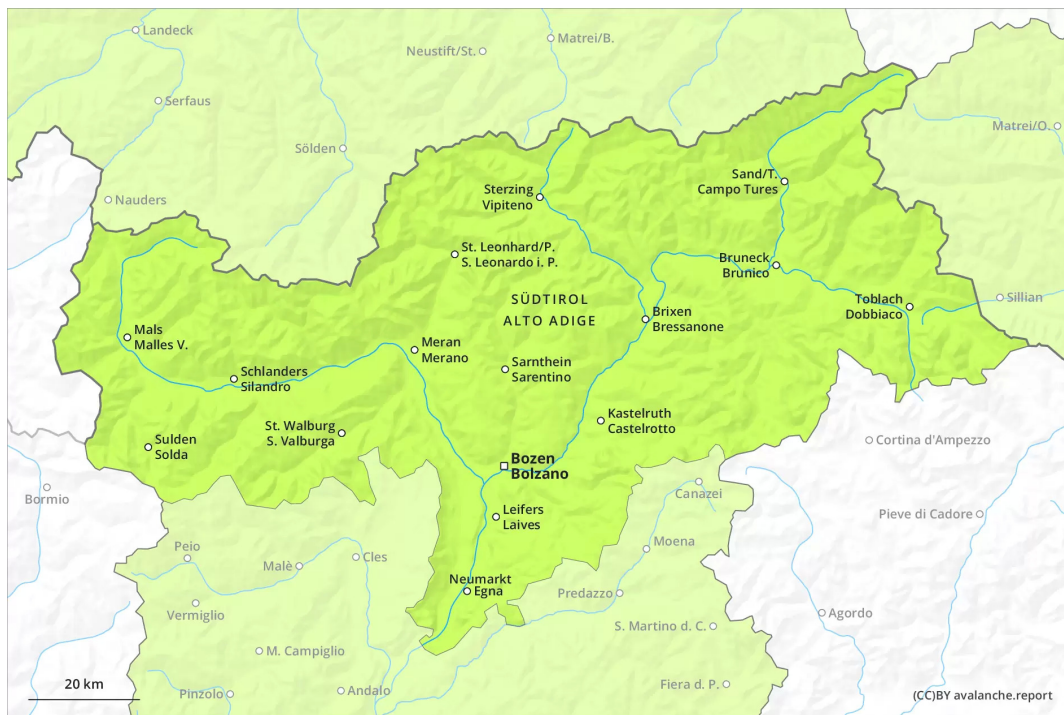 Landeck
Matrei/B.
Neustift/St.
Serfaus
Matrei/O.
Sölden
Sand/T.
Campo Tures
Sterzing
Vipiteno
Nauders
St. Leonhard/P.
S. Leonardo i. P.
Bruneck
Brunico
SÜDTIROL
ALTO ADIGE
Toblach
Dobbiaco
Sillian
Brixen
Bressanone
Mals
Malles V.
Meran
Merano
Sarnthein
Sarentino
Schlanders
Silandro
Kastelruth
Castelrotto
St. Walburg
S. Valburga
Sulden
Solda
Cortina d'Ampezzo
Bozen
Bolzano
Bormio
Canazei
Leifers
Laives
Pieve di Cadore
Peio
Moena
Cles
Malè
Neumarkt
Egna
Predazzo
Vermiglio
Agordo
S. Martino d. C.
M. Campiglio
20 km
Pinzolo
Andalo
Fiera d. P.
(CC)BY avalanche.report